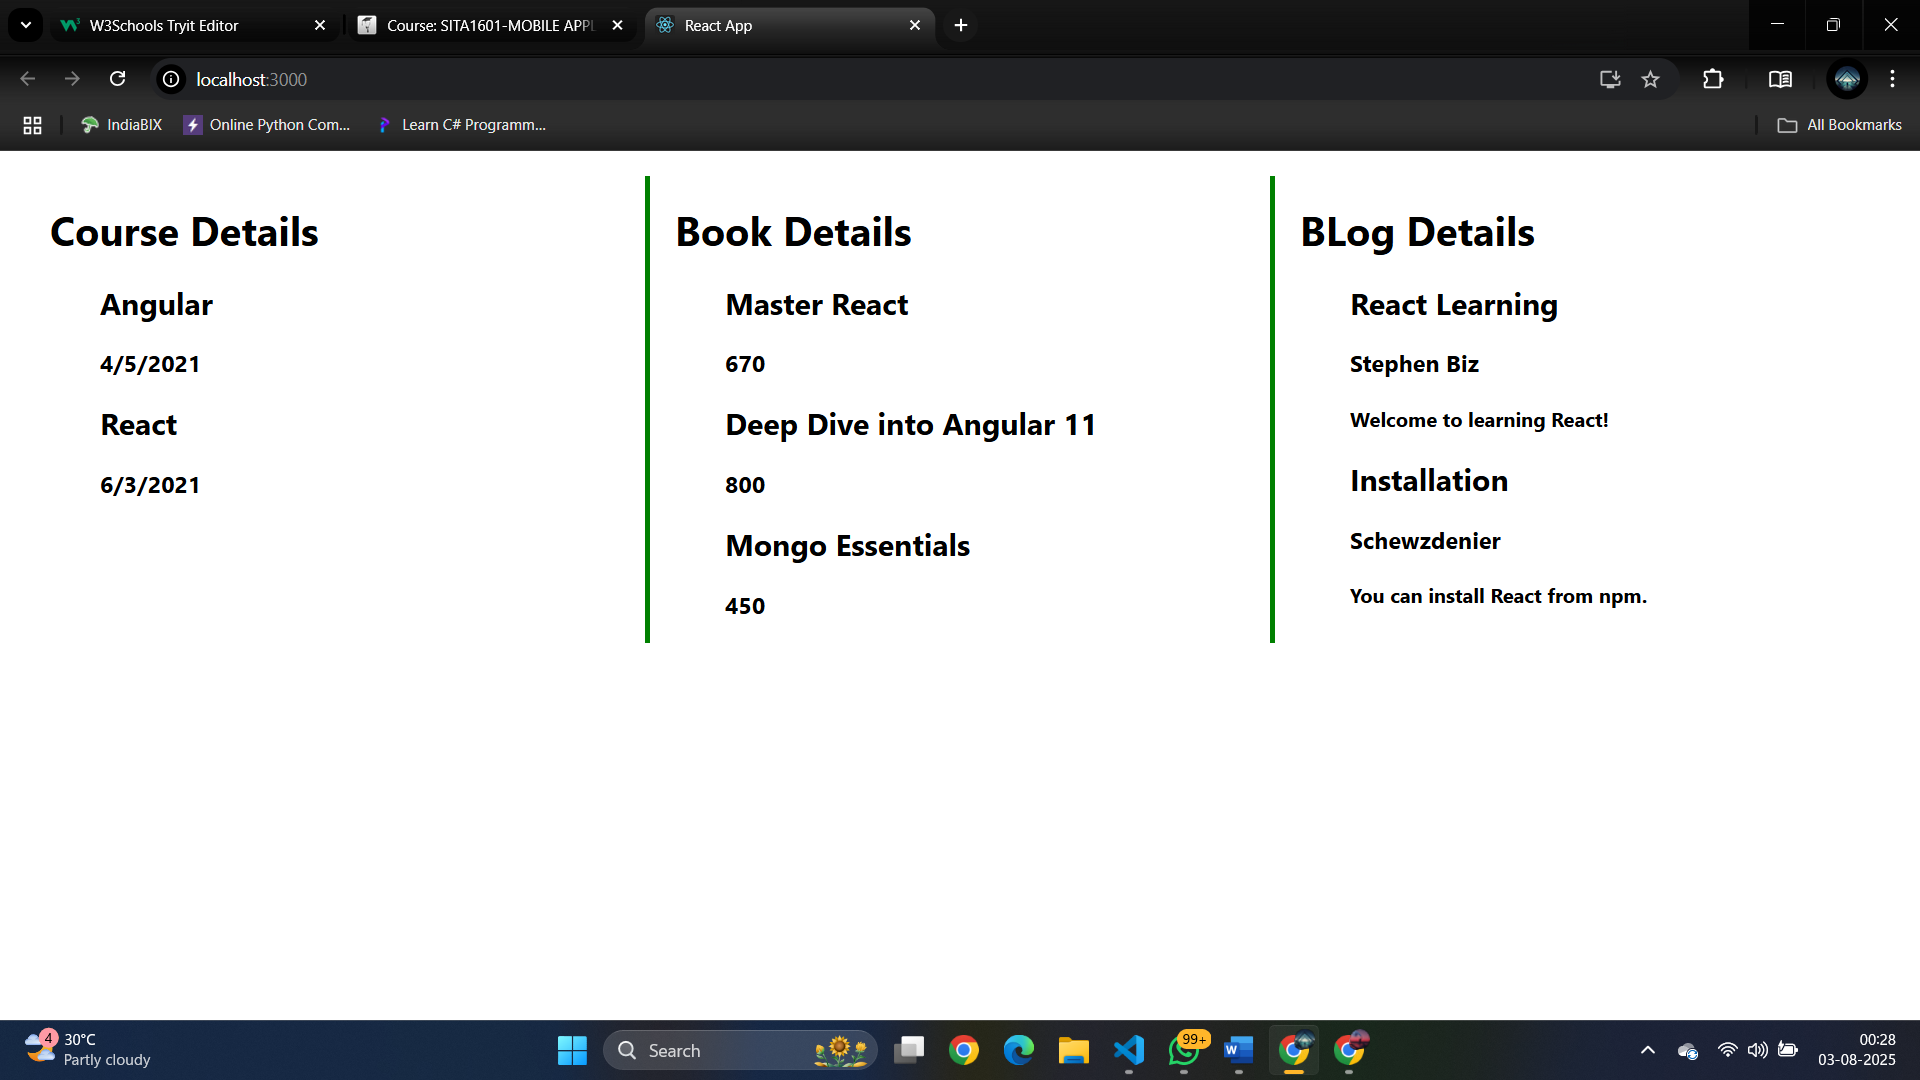 W3Schools Tryit Editor
Course: SITA1601-MOBILE APPL
React App
localhost:3000
IndiaBIX
Online Python Com...
Learn C# Programm...
All Bookmarks
Course Details
Angular
4/5/2021
React
6/3/2021
Book Details
Master React
670
Deep Dive into Angular 11
800
Mongo Essentials
450
BLog Details
React Learning
Stephen Biz
Welcome to learning React!
Installation
Schewzdenier
You can install React from npm.
4
30°C
Partly cloudy
Search
99+
00:28
03-08-2025